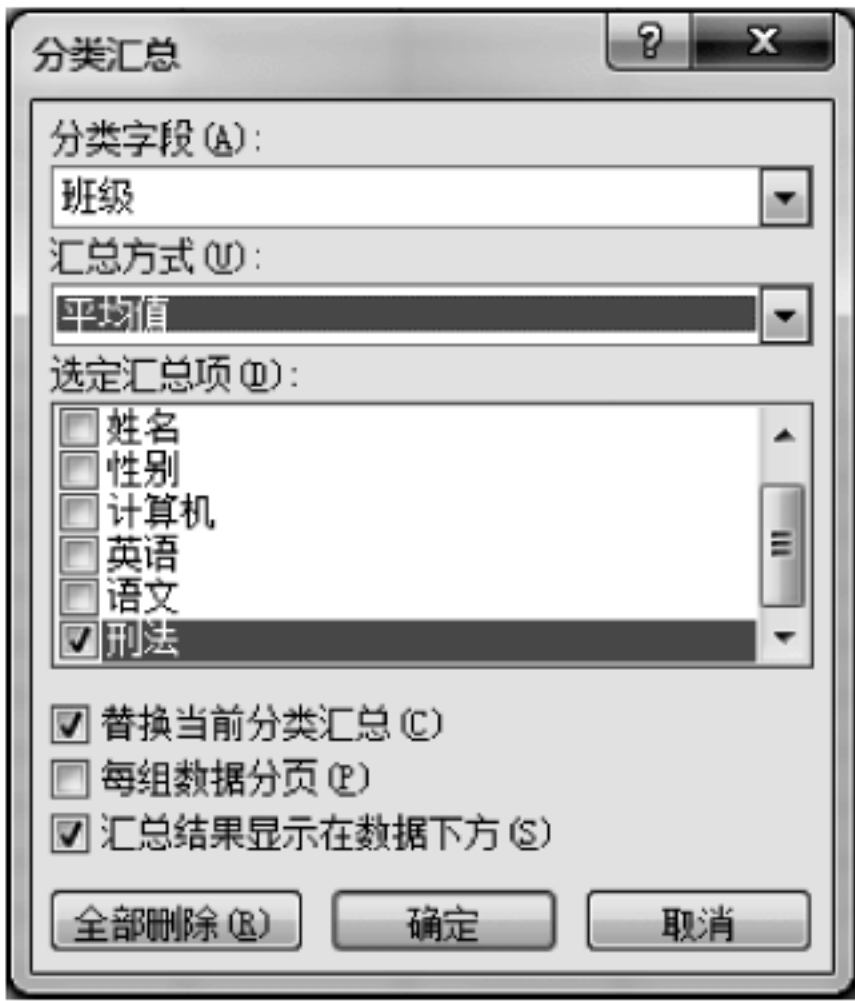 分类汇总
分类字段(A):
班级
汇总方式(U):
平均值
选定汇总项(D):
姓名
性别
计算机
英语
语文
刑法
替换当前分类汇总(C)
每组数据分页(P)
汇总结果显示在数据下方(S)
全部删除(R) 确定 取消